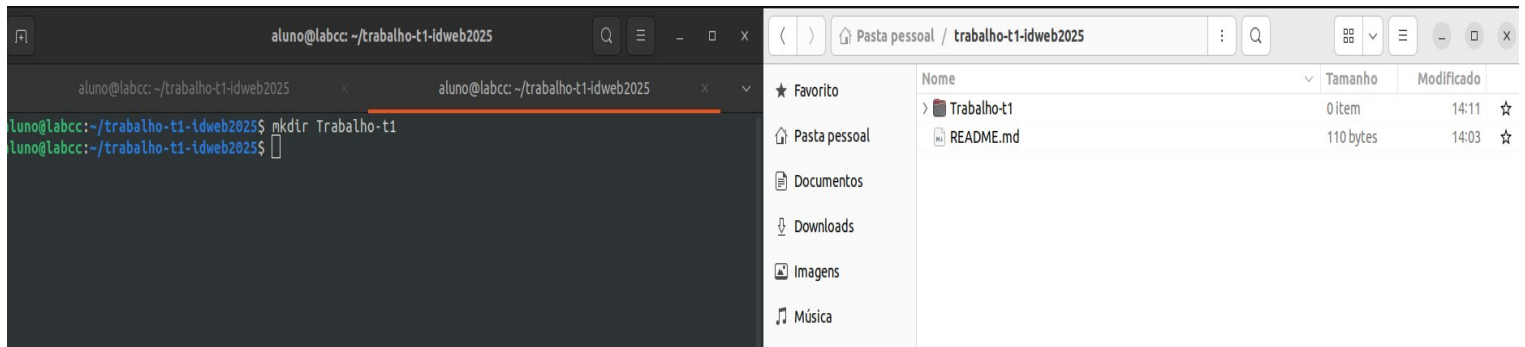 aluno@labcc: ~/trabalho-t1-idweb2025
aluno@labcc: ~/trabalho-t1-idweb2025
aluno@labcc: ~/trabalho-t1-idweb2025
luno@labcc:~/trabalho-t1-idweb2025$ mkdir Trabalho-t1
luno@labcc:~/trabalho-t1-idweb2025$
Pasta pessoal / trabalho-t1-idweb2025
Favorito
Pasta pessoal
Documentos
Downloads
Imagens
Música
Nome Tamanho Modificado
Trabalho-t1 0 item 14:11
README.md 110 bytes 14:03